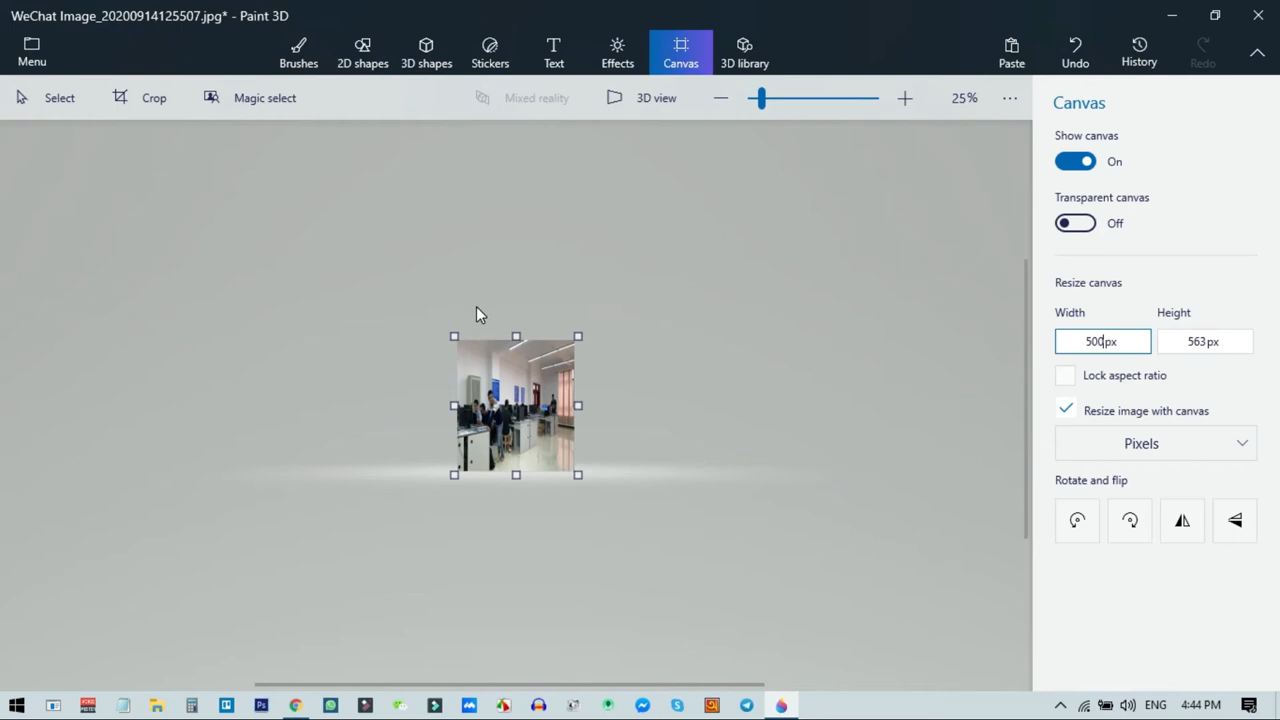 WeChat Image_20200914125507.jpg* - Paint 3D
Menu
Brushes
2D shapes
3D shapes
Stickers
Text
Effects
Canvas
3D library
Paste
Undo
History
Redo
Select
Crop
Magic select
Mixed reality
3D view
25%
Canvas
Show canvas
On
Transparent canvas
Off
Resize canvas
Width Height
500px 563px
Lock aspect ratio
Resize image with canvas
Pixels
Rotate and flip
ENG
4:44 PM